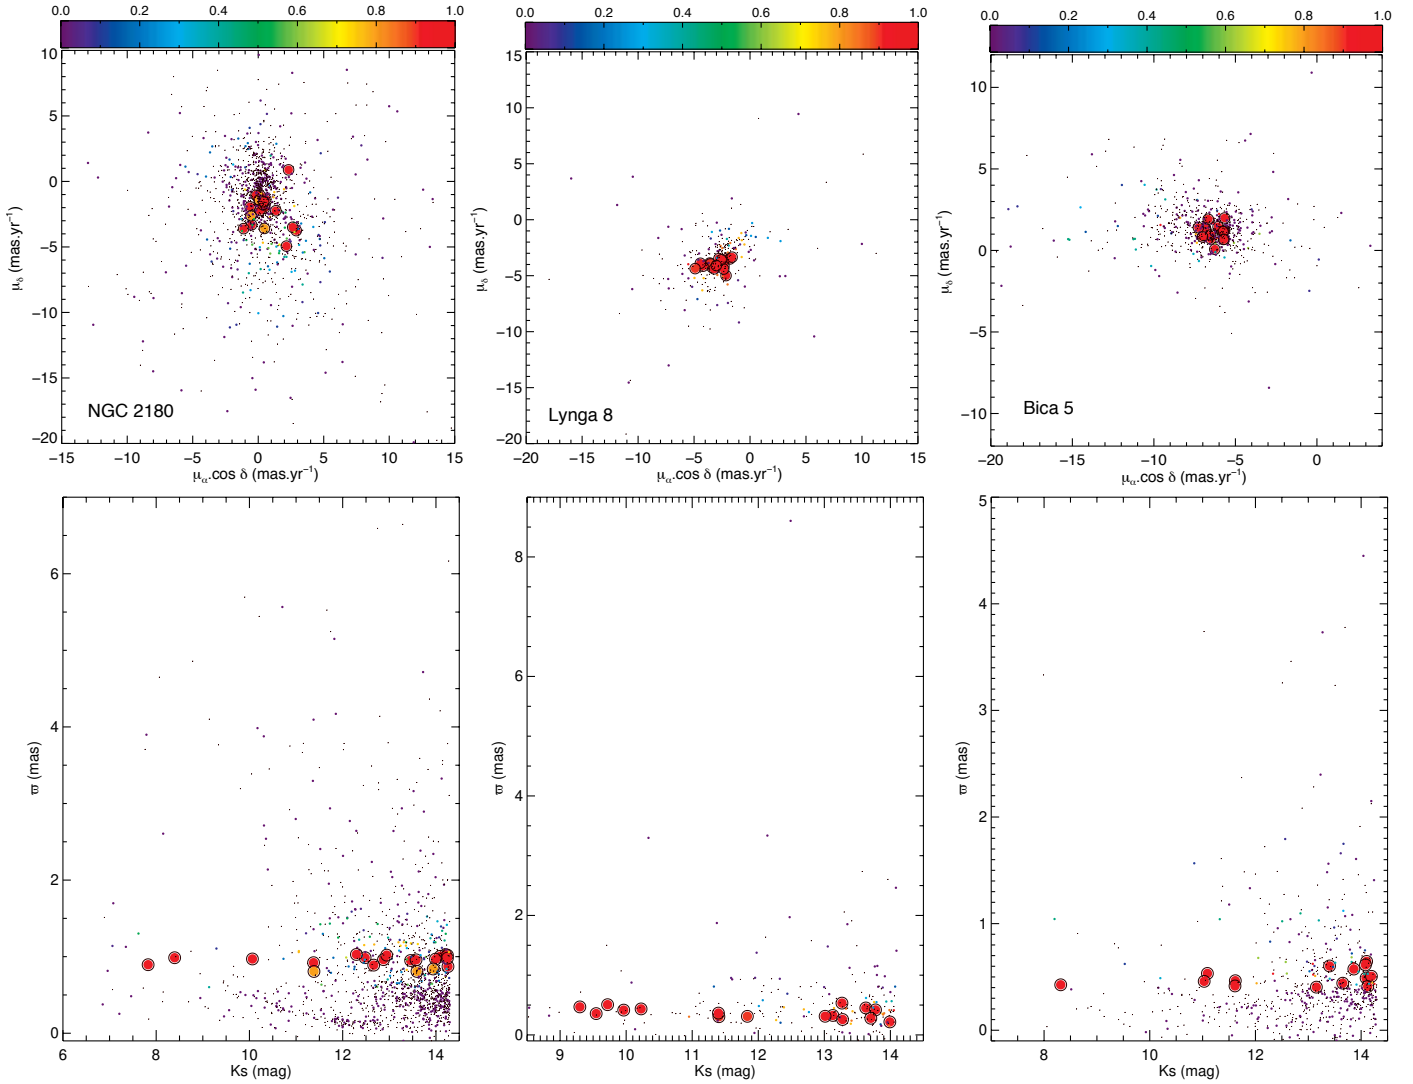 0.0 0.2 0.4 0.6 0.8 1.0
10
5
0
−5
−10
−15
−20
μδ (mas.yr⁻¹)
NGC 2180
−15 −10 −5 0 5 10 15
μα.cos δ (mas.yr⁻¹)
0.0 0.2 0.4 0.6 0.8 1.0
15
10
5
0
−5
−10
−15
−20
μδ (mas.yr⁻¹)
Lynga 8
−20 −15 −10 −5 0 5 10 15
μα.cos δ (mas.yr⁻¹)
0.0 0.2 0.4 0.6 0.8 1.0
10
5
0
−5
−10
μδ (mas.yr⁻¹)
Bica 5
−20 −15 −10 −5 0
μα.cos δ (mas.yr⁻¹)
6
4
2
0
ϖ (mas)
6 8 10 12 14
Ks (mag)
8
6
4
2
0
ϖ (mas)
9 10 11 12 13 14
Ks (mag)
5
4
3
2
1
0
ϖ (mas)
8 10 12 14
Ks (mag)